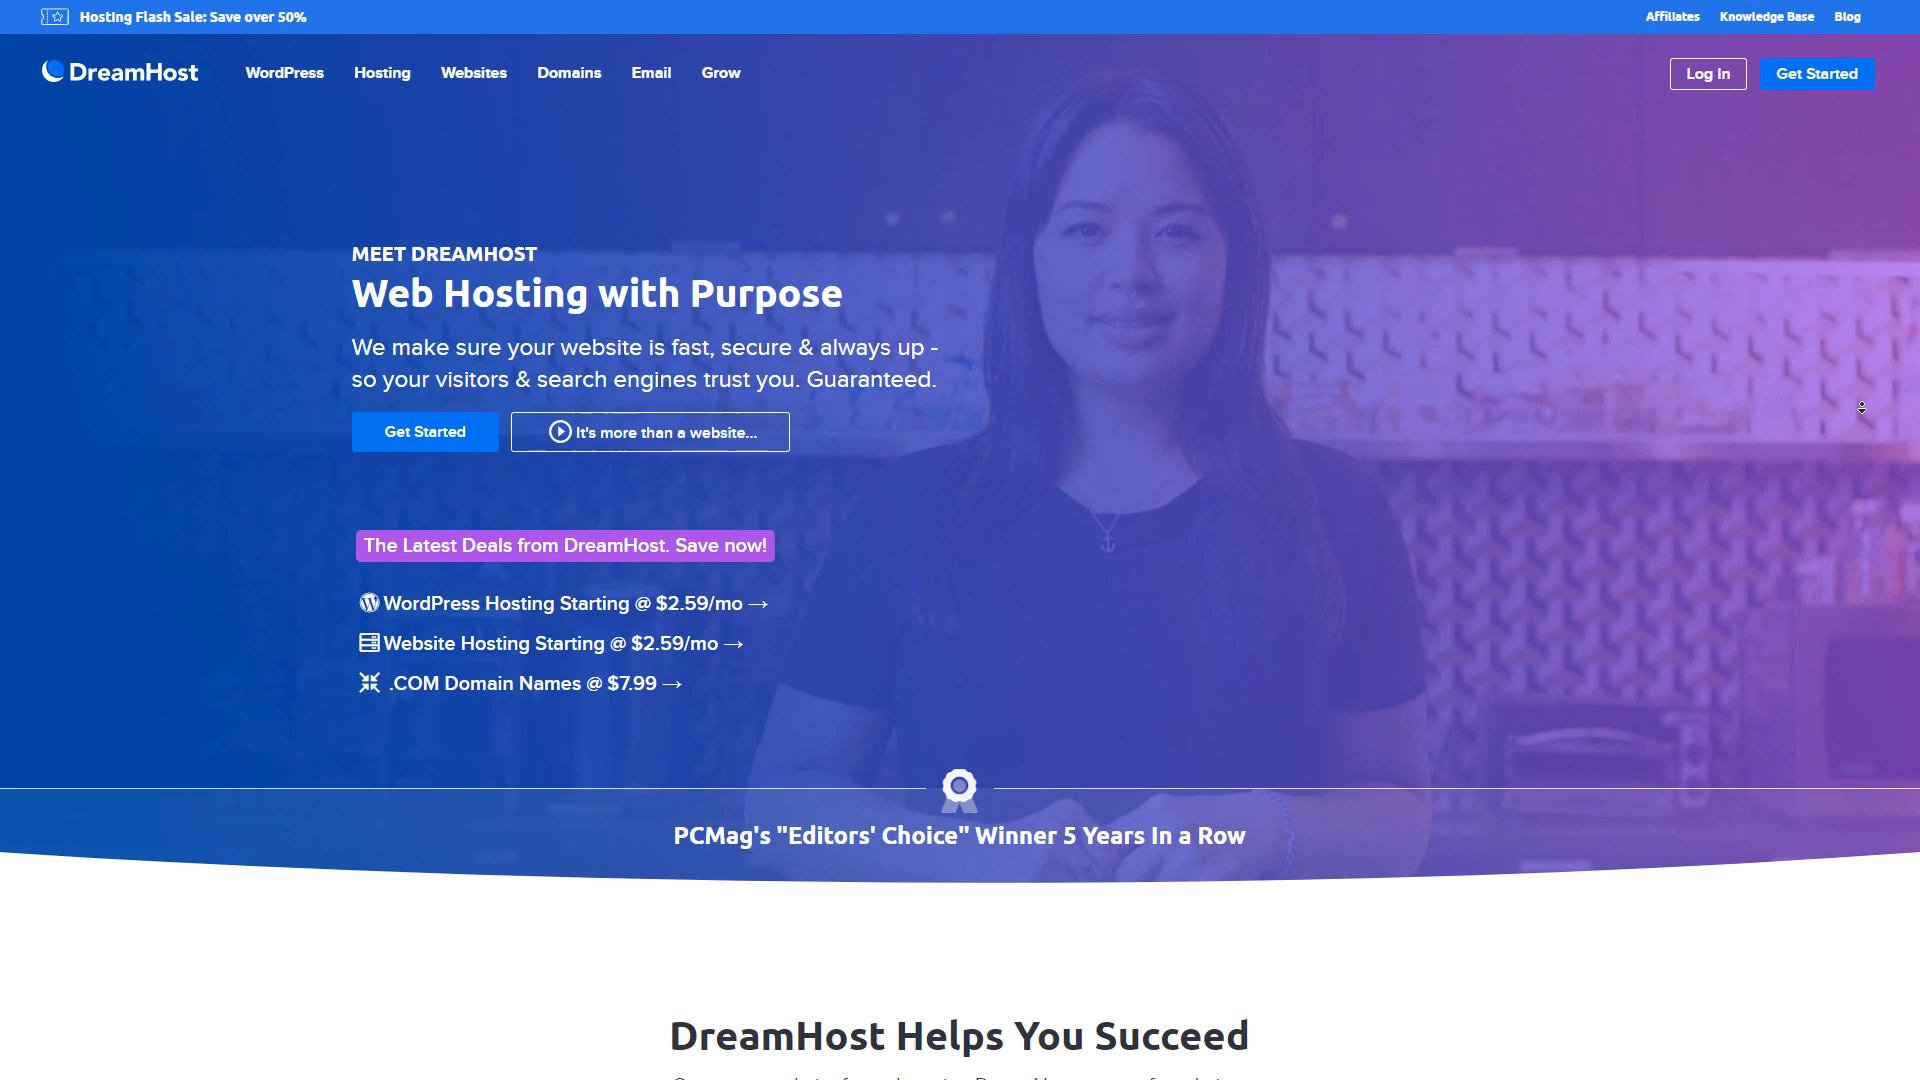 Hosting Flash Sale: Save over 50%
Affiliates Knowledge Base Blog
DreamHost WordPress Hosting Websites Domains Email Grow Log In Get Started
MEET DREAMHOST
Web Hosting with Purpose
We make sure your website is fast, secure & always up -
so your visitors & search engines trust you. Guaranteed.
Get Started It's more than a website...
The Latest Deals from DreamHost. Save now!
WordPress Hosting Starting @ $2.59/mo →
Website Hosting Starting @ $2.59/mo →
.COM Domain Names @ $7.99 →
PCMag's "Editors' Choice" Winner 5 Years In a Row
DreamHost Helps You Succeed